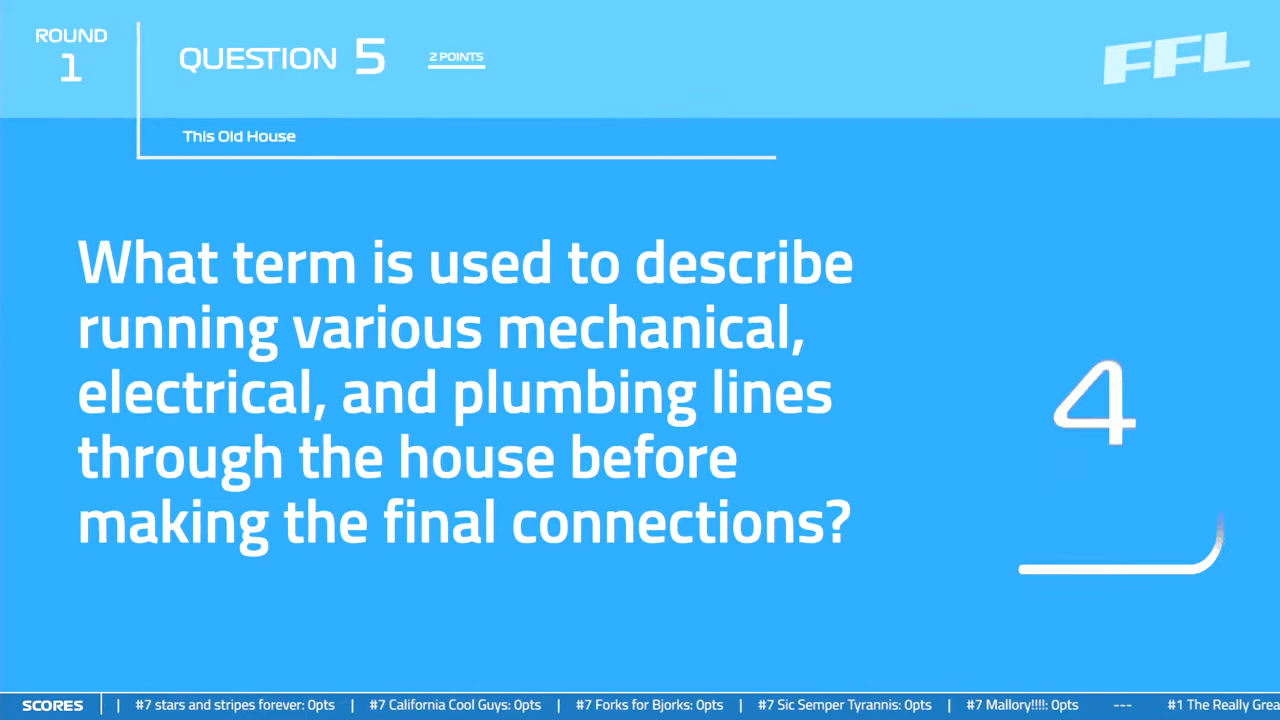 ROUND
1
QUESTION 5
2 POINTS
FFL
This Old House
What term is used to describe
running various mechanical,
electrical, and plumbing lines
through the house before
making the final connections?
4
SCORES | #7 stars and stripes forever: 0pts | #7 California Cool Guys: 0pts | #7 Forks for Bjorks: 0pts | #7 Sic Semper Tyrannis: 0pts | #7 Mallory!!!!: 0pts --- #1 The Really Grea